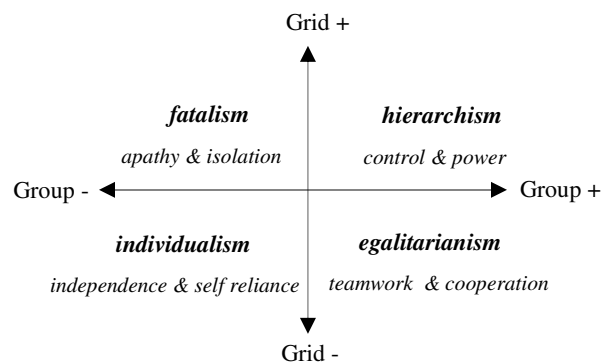 Grid +
fatalism hierarchism
apathy & isolation control & power
Group - Group +
individualism egalitarianism
independence & self reliance teamwork & cooperation
Grid -